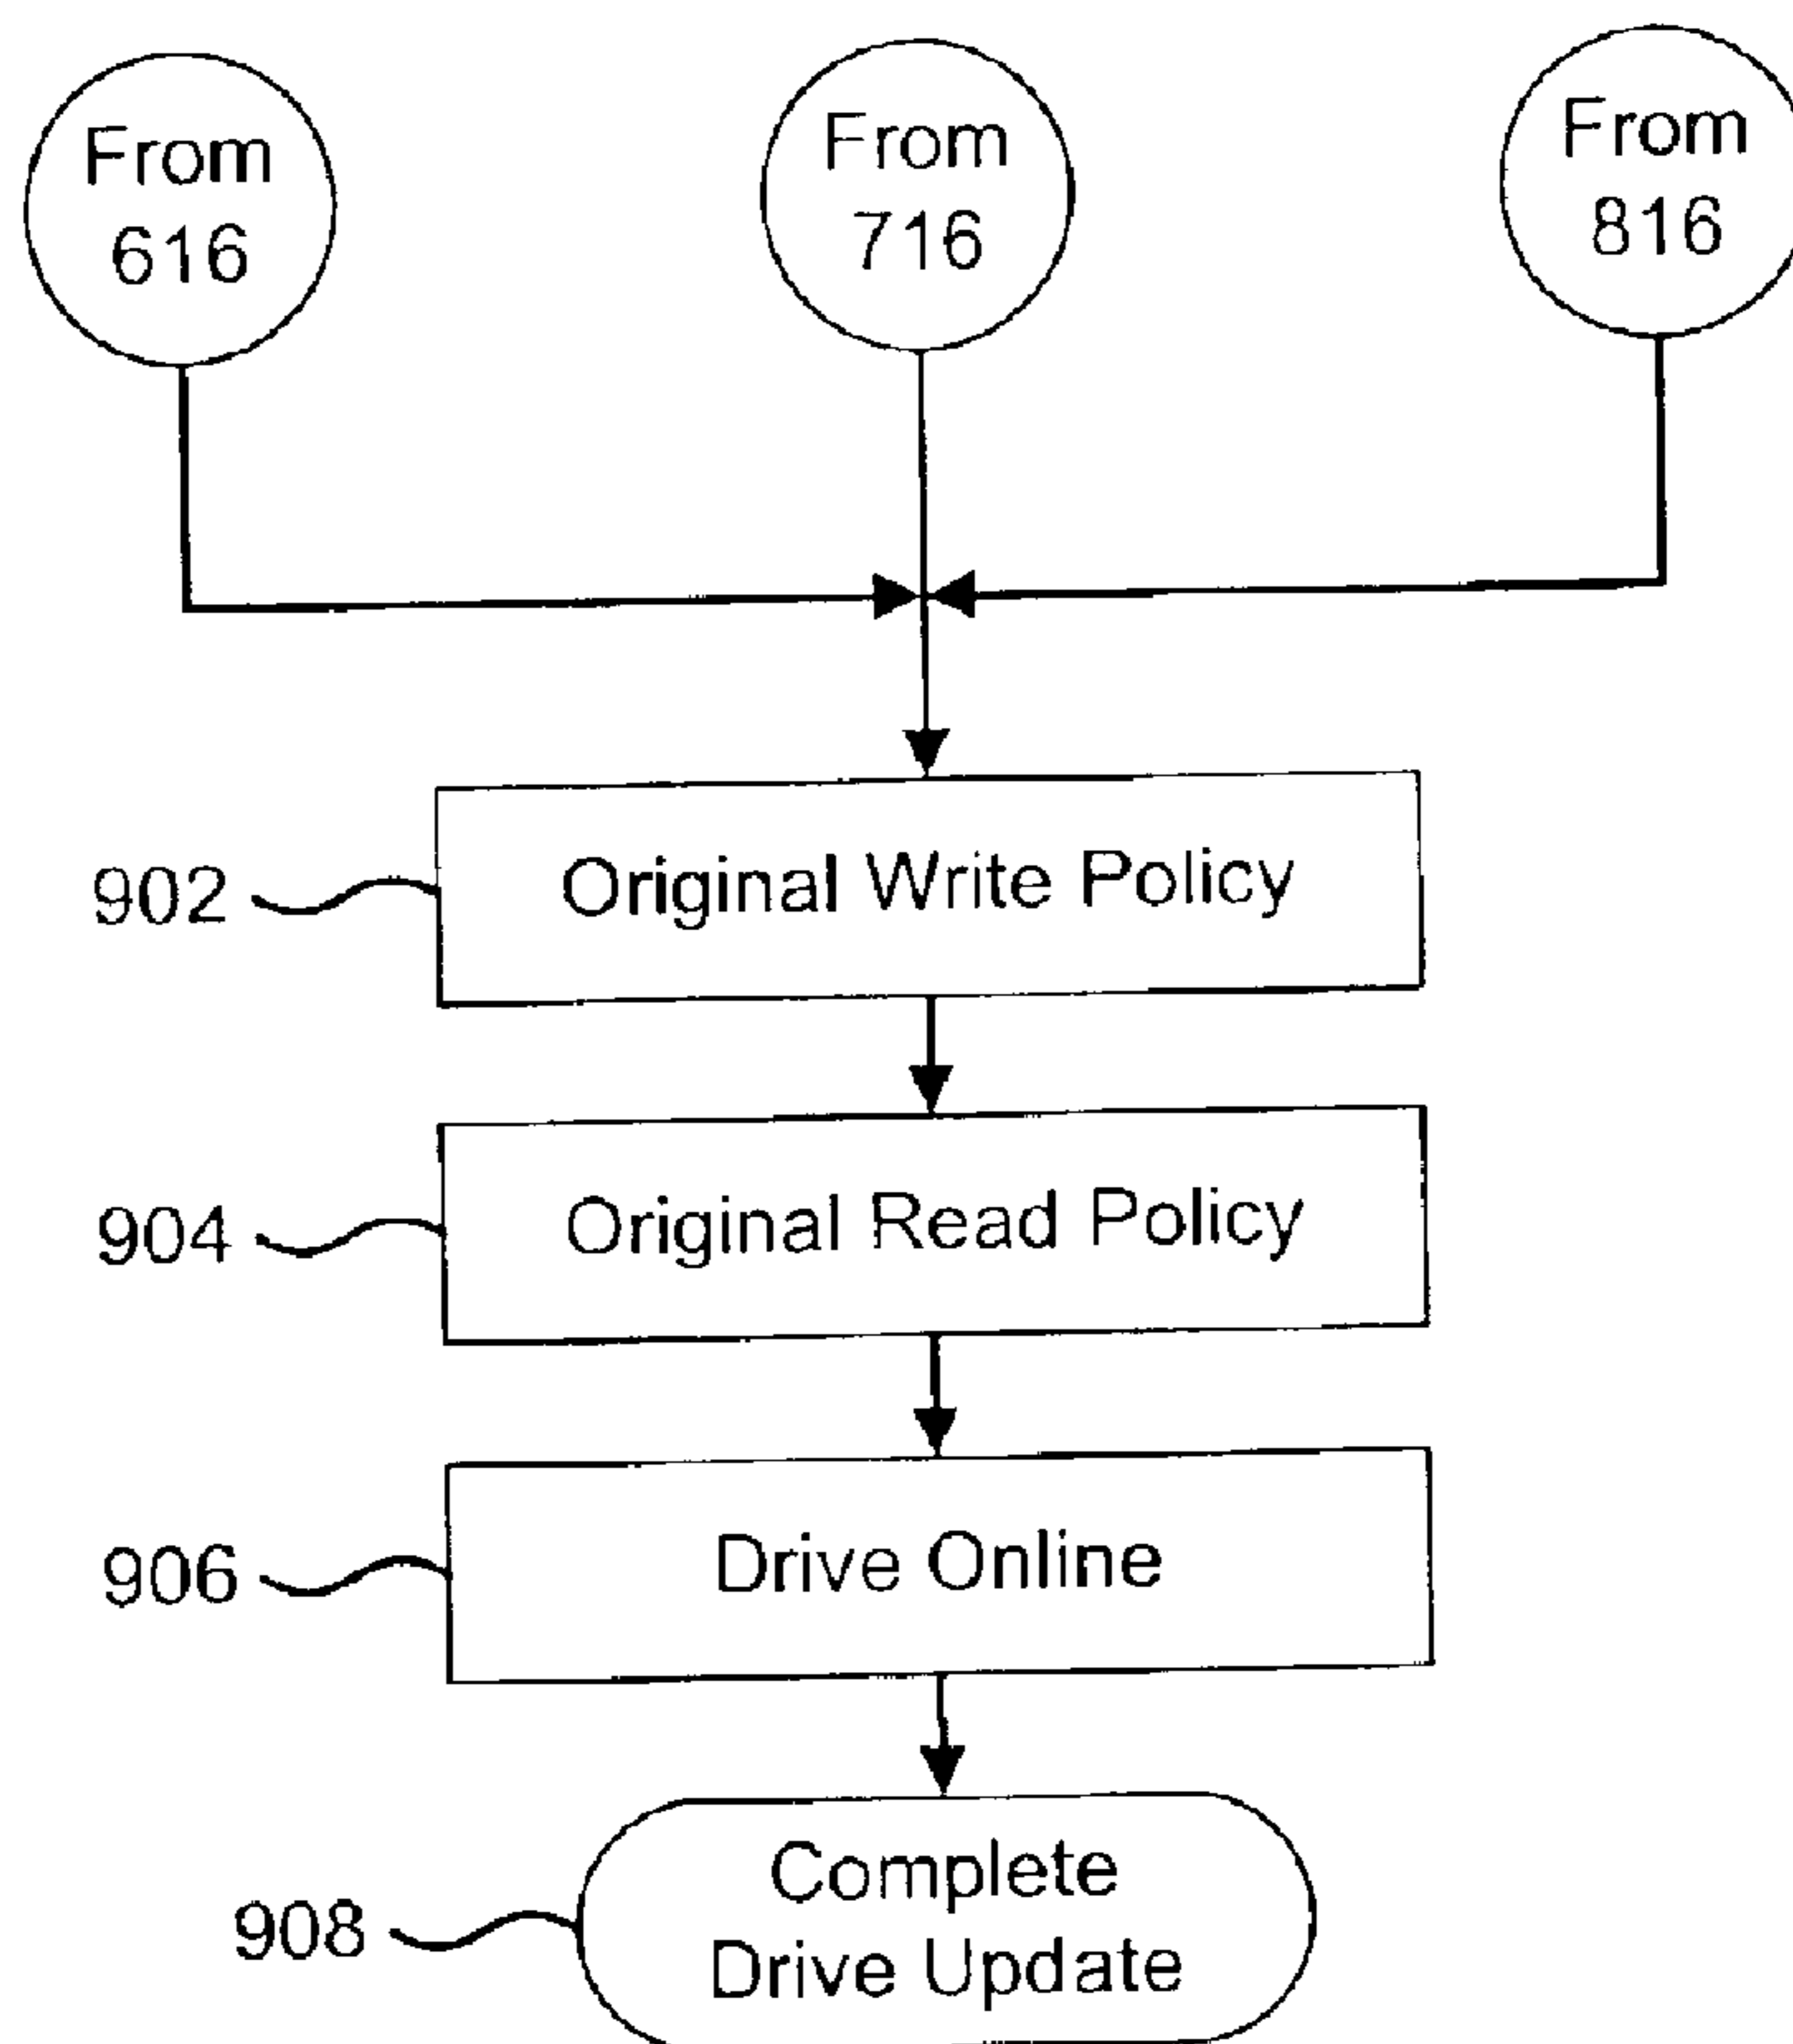 From
616
From
716
From
816
902
Original Write Policy
904
Original Read Policy
906
Drive Online
908
Complete
Drive Update